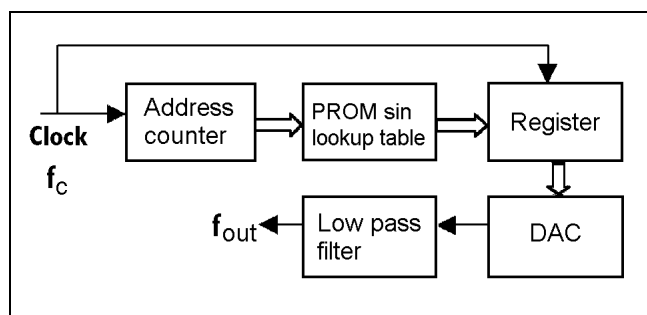 Address
counter
PROM sin
lookup table
Register
Clock
fc
fout
Low pass
filter
DAC